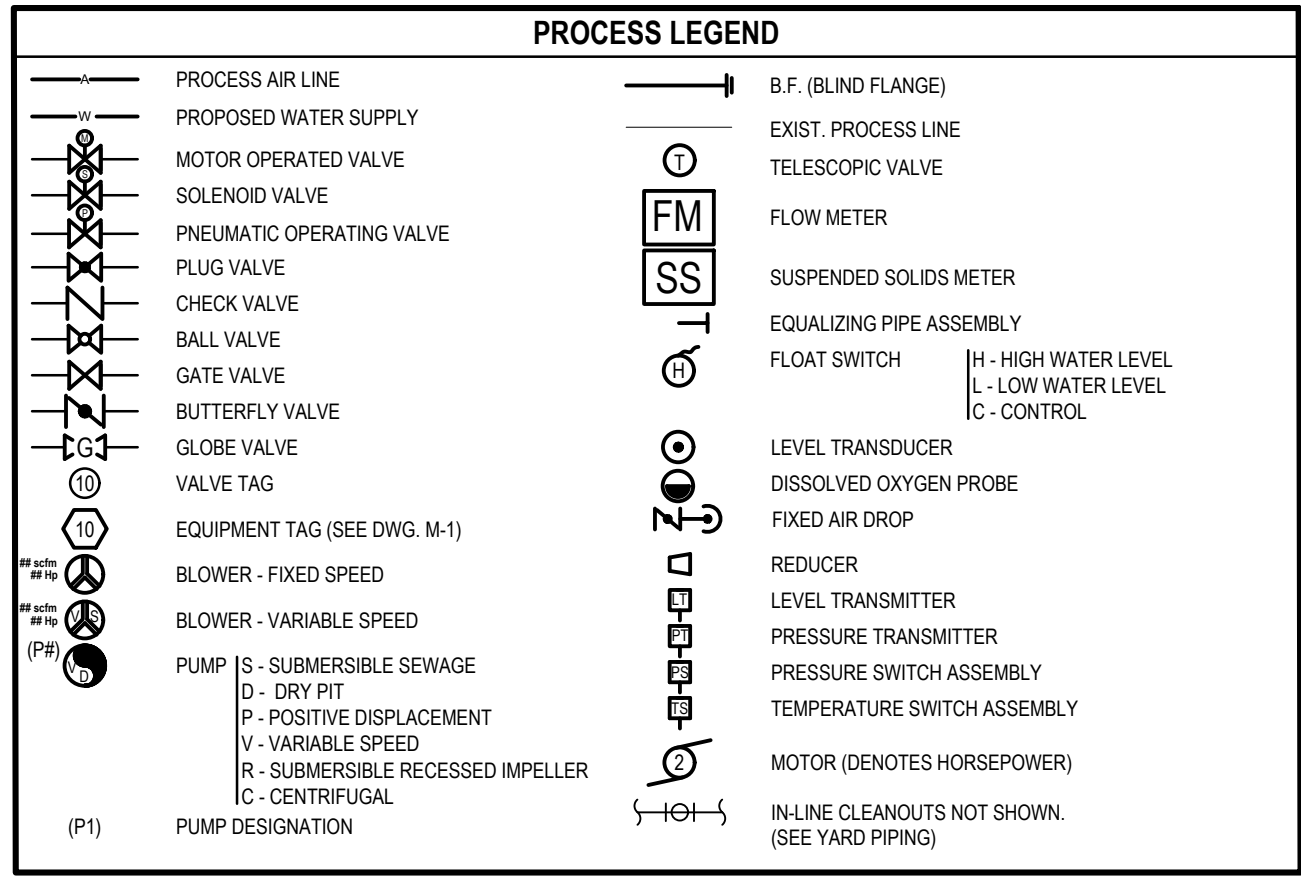 PROCESS LEGEND
A PROCESS AIR LINE
W PROPOSED WATER SUPPLY
M MOTOR OPERATED VALVE
S SOLENOID VALVE
P PNEUMATIC OPERATING VALVE
PLUG VALVE
CHECK VALVE
BALL VALVE
GATE VALVE
BUTTERFLY VALVE
G GLOBE VALVE
10 VALVE TAG
10 EQUIPMENT TAG (SEE DWG. M-1)
## scfm
## Hp
BLOWER - FIXED SPEED
## scfm
## Hp
V S BLOWER - VARIABLE SPEED
(P#)
V D
PUMP S - SUBMERSIBLE SEWAGE
D - DRY PIT
P - POSITIVE DISPLACEMENT
V - VARIABLE SPEED
R - SUBMERSIBLE RECESSED IMPELLER
C - CENTRIFUGAL
(P1) PUMP DESIGNATION
B.F. (BLIND FLANGE)
EXIST. PROCESS LINE
T TELESCOPIC VALVE
FM FLOW METER
SS SUSPENDED SOLIDS METER
EQUALIZING PIPE ASSEMBLY
H FLOAT SWITCH H - HIGH WATER LEVEL
L - LOW WATER LEVEL
C - CONTROL
LEVEL TRANSDUCER
DISSOLVED OXYGEN PROBE
FIXED AIR DROP
REDUCER
LT LEVEL TRANSMITTER
PT PRESSURE TRANSMITTER
PS PRESSURE SWITCH ASSEMBLY
TS TEMPERATURE SWITCH ASSEMBLY
2 MOTOR (DENOTES HORSEPOWER)
IN-LINE CLEANOUTS NOT SHOWN.
(SEE YARD PIPING)